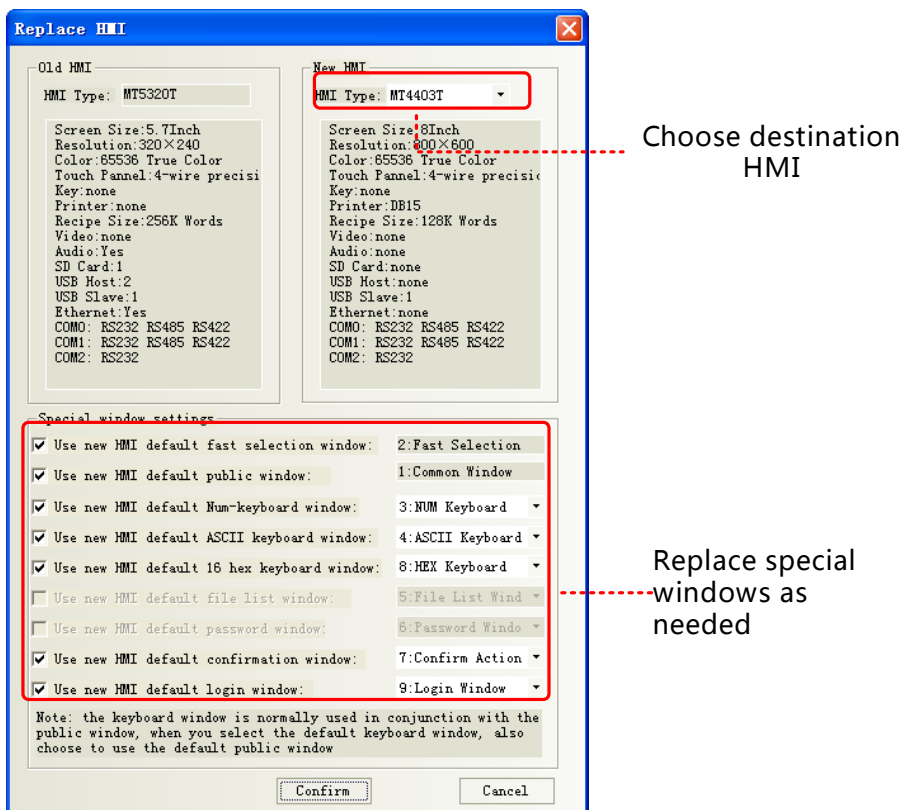 Replace HMI
Old HMI
HMI Type: MT5320T
Screen Size:5.7Inch
Resolution:320×240
Color:65536 True Color
Touch Pannel:4-wire precisi
Key:none
Printer:none
Recipe Size:256K Words
Video:none
Audio:Yes
SD Card:1
USB Host:2
USB Slave:1
Ethernet:Yes
COM0: RS232 RS485 RS422
COM1: RS232 RS485 RS422
COM2: RS232
New HMI
HMI Type: MT4403T
Screen Size:8Inch
Resolution:800×600
Color:65536 True Color
Touch Pannel:4-wire precisio
Key:none
Printer:DB15
Recipe Size:128K Words
Video:none
Audio:none
SD Card:none
USB Host:none
USB Slave:1
Ethernet:none
COM0: RS232 RS485 RS422
COM1: RS232 RS485 RS422
COM2: RS232
Choose destination
HMI
Special window settings
Use new HMI default fast selection window: 2:Fast Selection
Use new HMI default public window: 1:Common Window
Use new HMI default Num-keyboard window: 3:NUM Keyboard
Use new HMI default ASCII keyboard window: 4:ASCII Keyboard
Use new HMI default 16 hex keyboard window: 8:HEX Keyboard
Use new HMI default file list window: 5:File List Wind
Use new HMI default password window: 6:Password Windo
Use new HMI default confirmation window: 7:Confirm Action
Use new HMI default login window: 9:Login Window
Replace special
windows as
needed
Note: the keyboard window is normally used in conjunction with the
public window, when you select the default keyboard window, also
choose to use the default public window
Confirm
Cancel